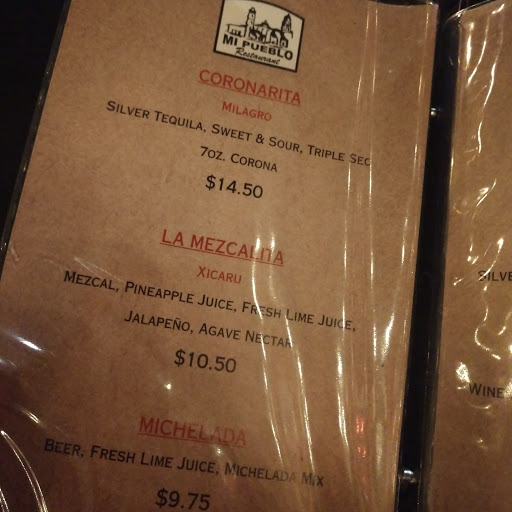 MI PUEBLO
Restaurant
CORONARITA
MILAGRO
SILVER TEQUILA, SWEET & SOUR, TRIPLE SEC
7OZ. CORONA
$14.50
LA MEZCALITA
XICARU
MEZCAL, PINEAPPLE JUICE, FRESH LIME JUICE,
JALAPEÑO, AGAVE NECTAR
$10.50
MICHELADA
BEER, FRESH LIME JUICE, MICHELADA MIX
$9.75
SILVE
WINE